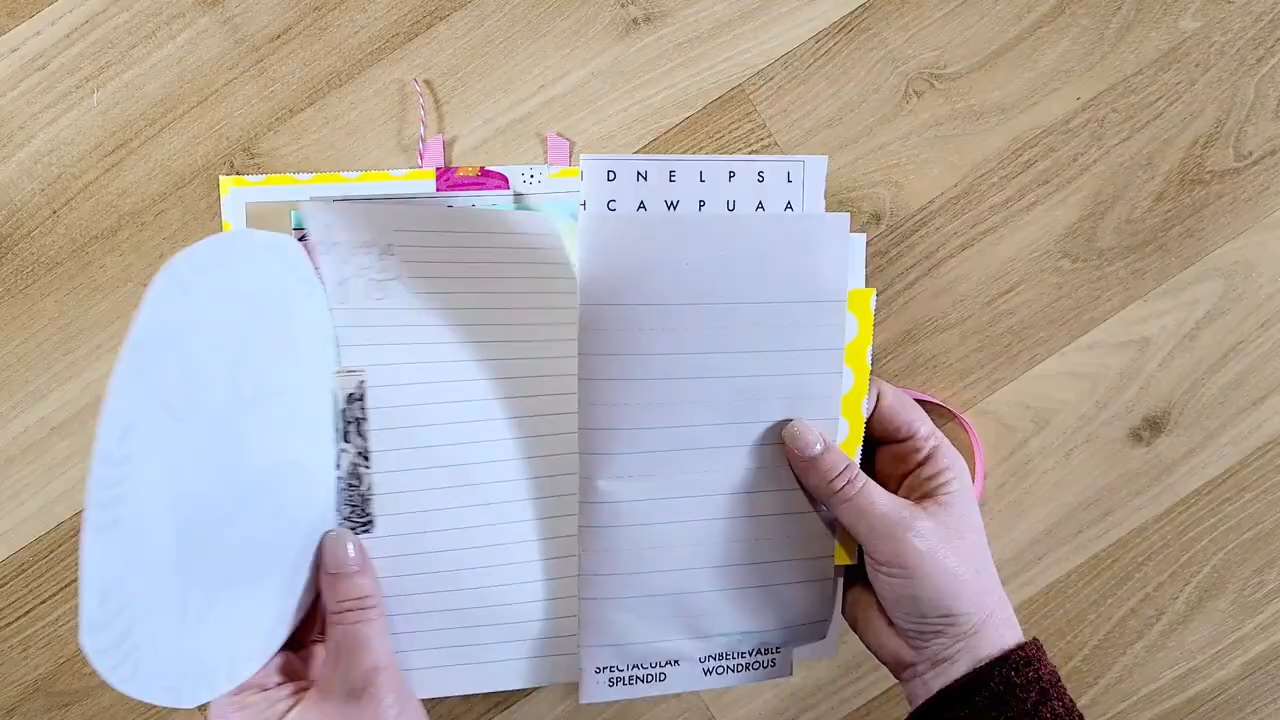 D N E L P S L
C A W P U A A
SPECTACULAR UNBELIEVABLE
SPLENDID WONDROUS